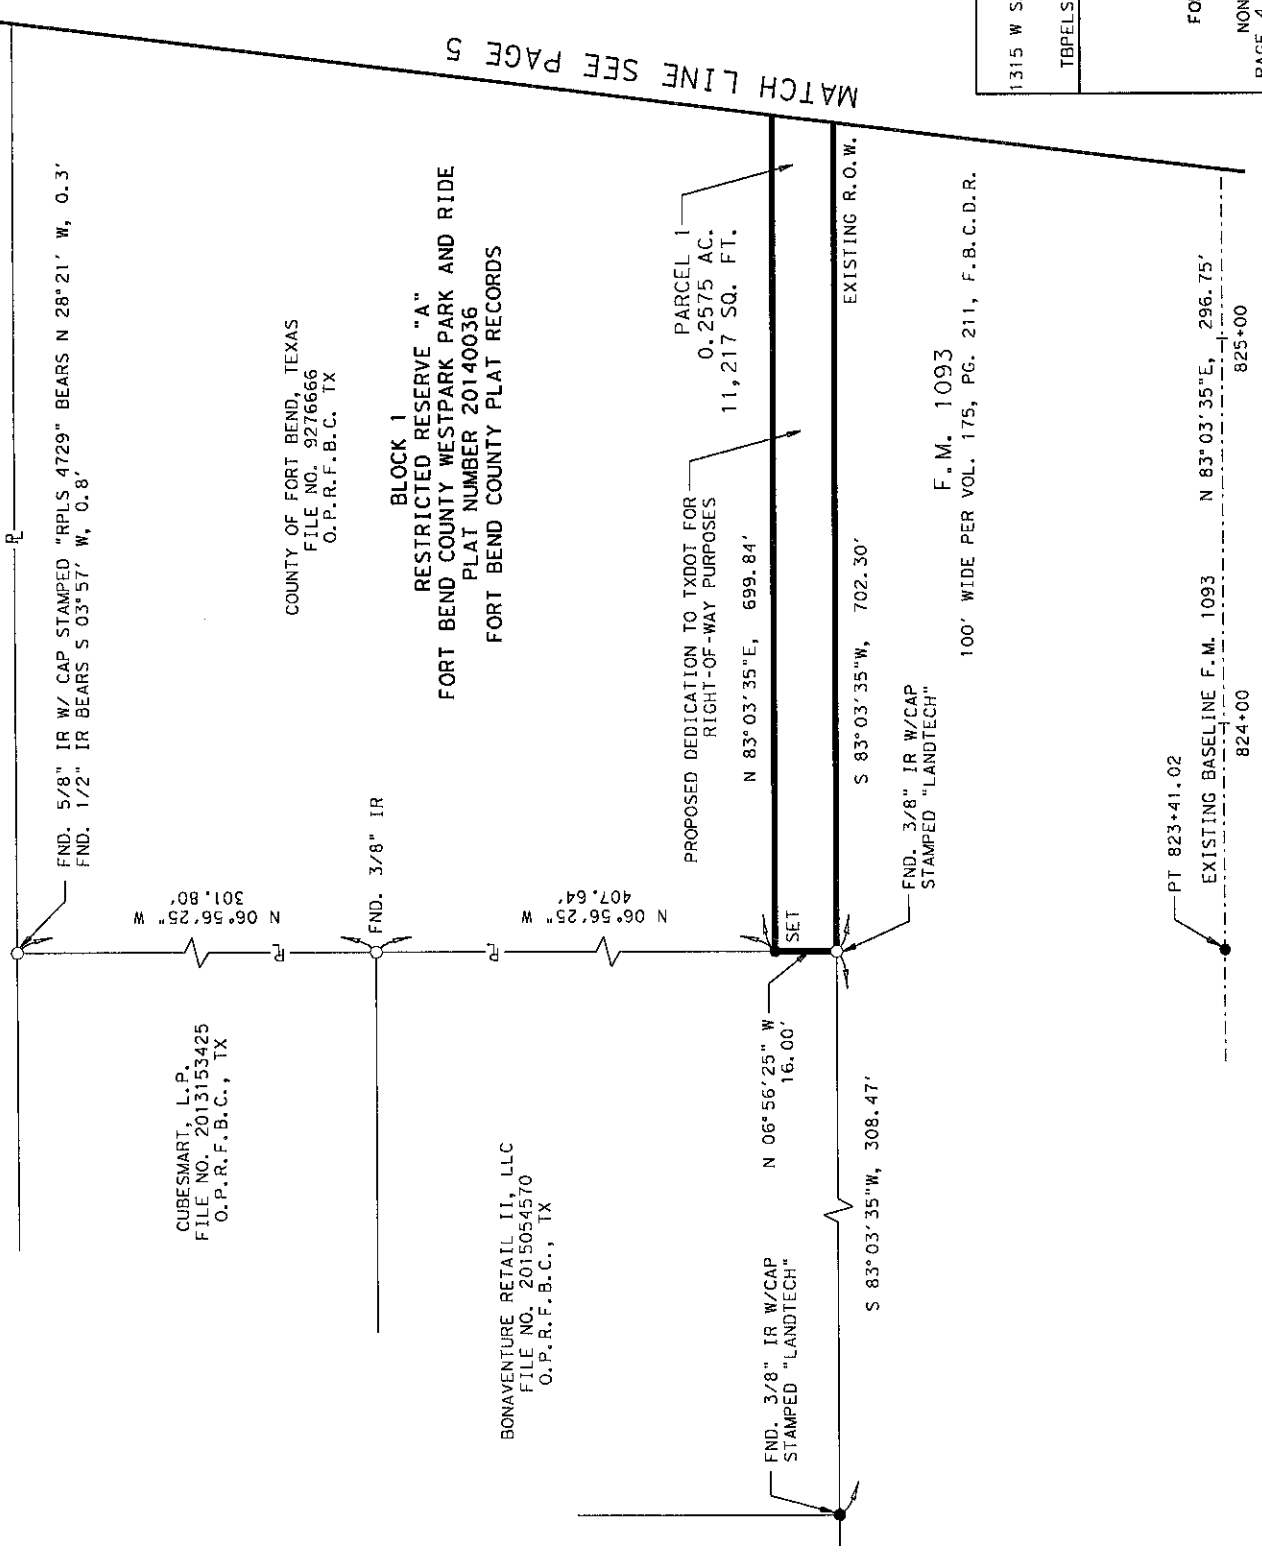 MATCH LINE SEE PAGE 5
FND. 5/8" IR W/ CAP STAMPED "RPLS 4729" BEARS N 28°21' W, 0.3'
FND. 1/2" IR BEARS S 03°57' W, 0.8'
COUNTY OF FORT BEND, TEXAS
FILE NO. 9276666
O.P.R.F.B.C. TX
BLOCK 1
RESTRICTED RESERVE "A"
FORT BEND COUNTY WESTPARK PARK AND RIDE
PLAT NUMBER 20140036
FORT BEND COUNTY PLAT RECORDS
N 06°56'25" W
301.80'
FND. 3/8" IR
N 06°56'25" W
407.64'
CUBESMART, L.P.
FILE NO. 2013153425
O.P.R.F.B.C., TX
BONAVENTURE RETAIL II, LLC
FILE NO. 2015054570
O.P.R.F.B.C., TX
PARCEL 1
0.2575 AC.
11,217 SQ. FT.
PROPOSED DEDICATION TO TXDOT FOR
RIGHT-OF-WAY PURPOSES
N 83°03'35"E, 699.84'
SET
N 06°56'25" W
16.00'
EXISTING R.O.W.
S 83°03'35"W, 702.30'
FND. 3/8" IR W/CAP
STAMPED "LANDTECH"
FND. 3/8" IR W/CAP
STAMPED "LANDTECH"
S 83°03'35"W, 308.47'
F.M. 1093
100' WIDE PER VOL. 175, PG. 211, F.B.C.D.R.
PT 823+41.02
EXISTING BASELINE F.M. 1093
N 83°03'35"E, 296.75'
824+00
825+00
1315 W S
TBPELS
FO
NON
PAGE 4